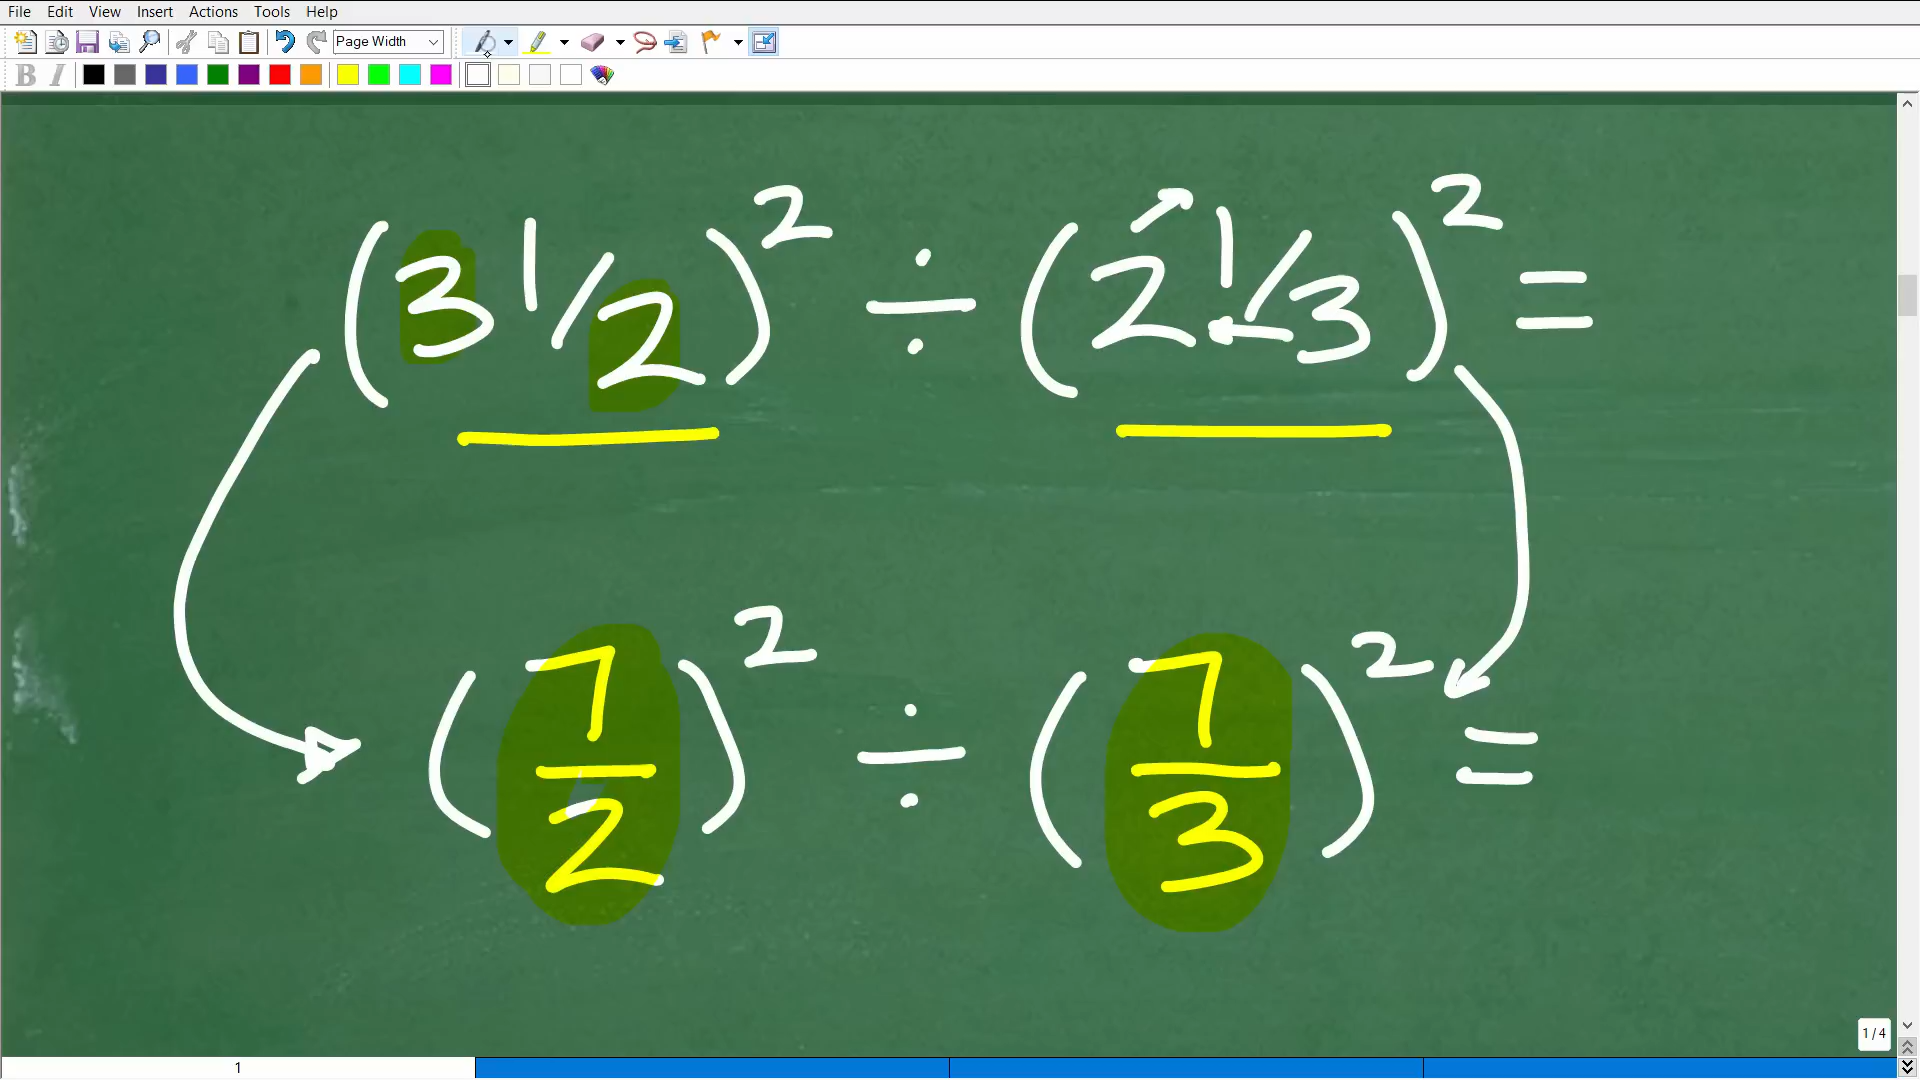 File Edit View Insert Actions Tools Help
Page Width
B I
(3 1/2)² ÷ (2 1/3)² =
(7/2)² ÷ (7/3)² =
1 / 4
1